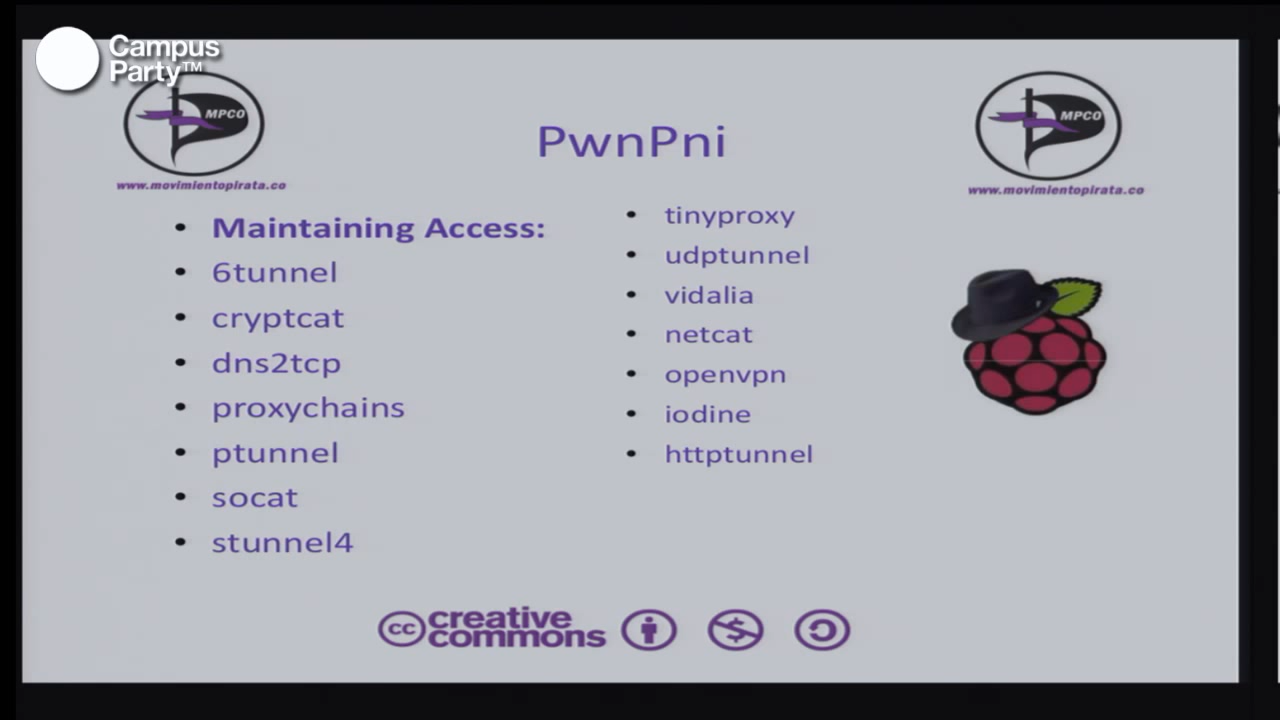 Campus
Party™
MPCO
www.movimientopirata.co
PwnPni
MPCO
www.movimientopirata.co
• Maintaining Access:
• 6tunnel
• cryptcat
• dns2tcp
• proxychains
• ptunnel
• socat
• stunnel4
• tinyproxy
• udptunnel
• vidalia
• netcat
• openvpn
• iodine
• httptunnel
cc creative
commons